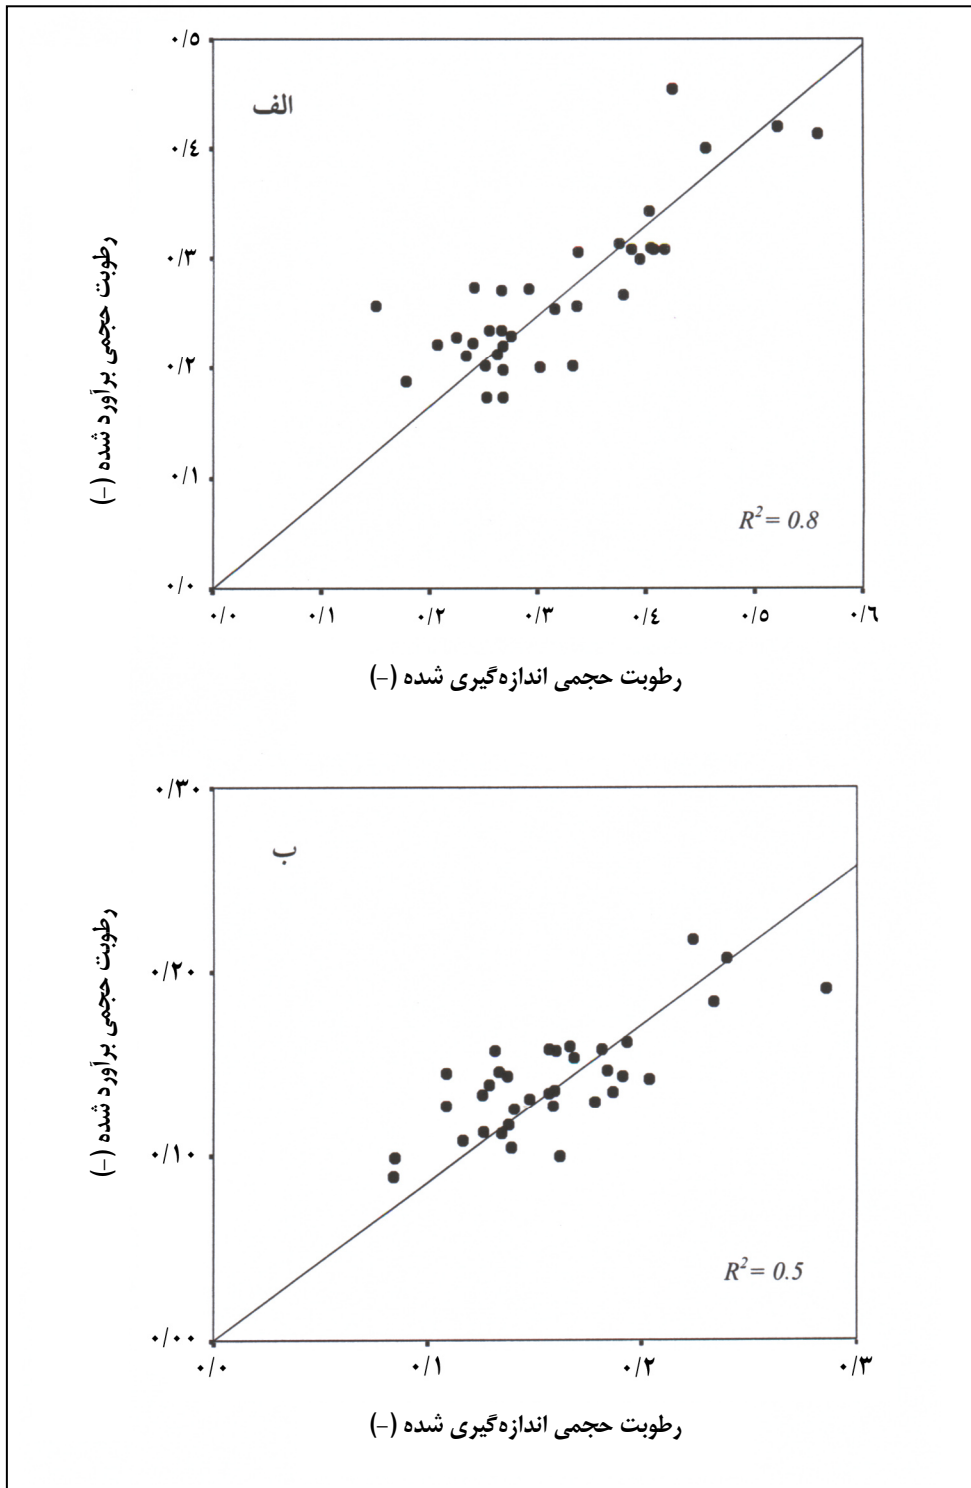 ۰/۵
الف
۰/٤
۰/۳
۰/۲
۰/۱
۰/۰
رطوبت حجمی برآورد شده (–)
R²= 0.8
۰/۰ ۰/۱ ۰/۲ ۰/۳ ۰/٤ ۰/۵ ۰/٦
رطوبت حجمی اندازه‌گیری شده (–)
۰/۳۰
ب
۰/۲۰
۰/۱۰
۰/۰۰
رطوبت حجمی برآورد شده (–)
R²= 0.5
۰/۰ ۰/۱ ۰/۲ ۰/۳
رطوبت حجمی اندازه‌گیری شده (–)